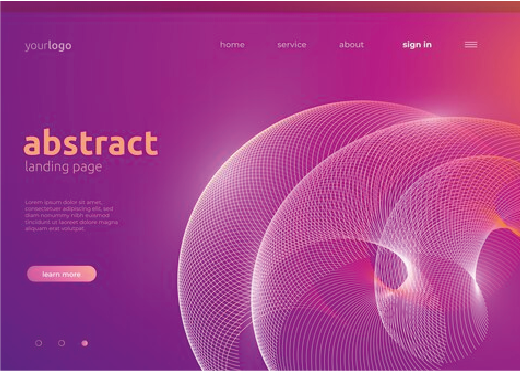 yourlogo
home service about sign in
abstract
landing page
Lorem ipsum dolor sit amet,
consectetuer adipiscing elit, sed
diam nonummy nibh euismod
tincidunt ut laoreet dolore magna
aliquam erat volutpat.
learn more